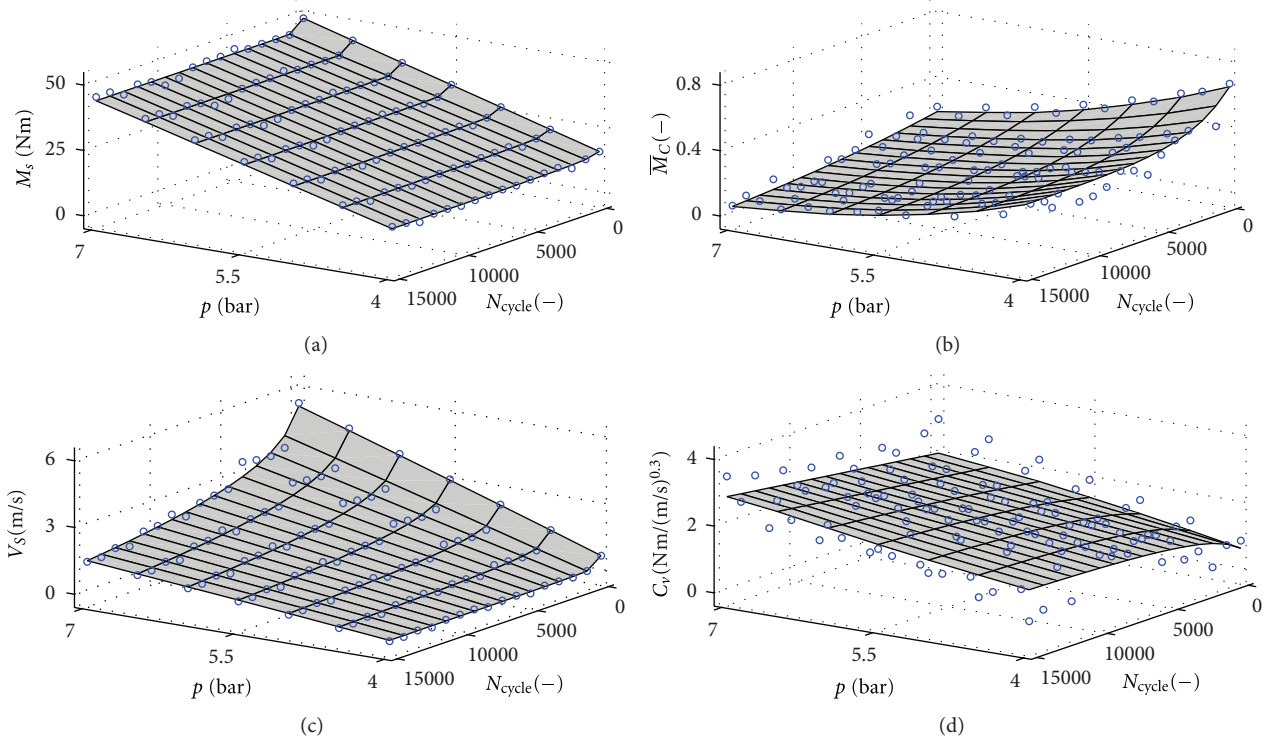 50
25
0
M_s (Nm)
7
5.5
4
p (bar)
15000
10000
5000
0
N_cycle(−)
(a)
0.8
0.4
0
M̅_C(−)
7
5.5
4
p (bar)
15000
10000
5000
0
N_cycle(−)
(b)
6
3
0
V_S(m/s)
7
5.5
4
p (bar)
15000
10000
5000
0
N_cycle(−)
(c)
4
2
0
C_v(Nm/(m/s)^0.3)
7
5.5
4
p (bar)
15000
10000
5000
0
N_cycle(−)
(d)